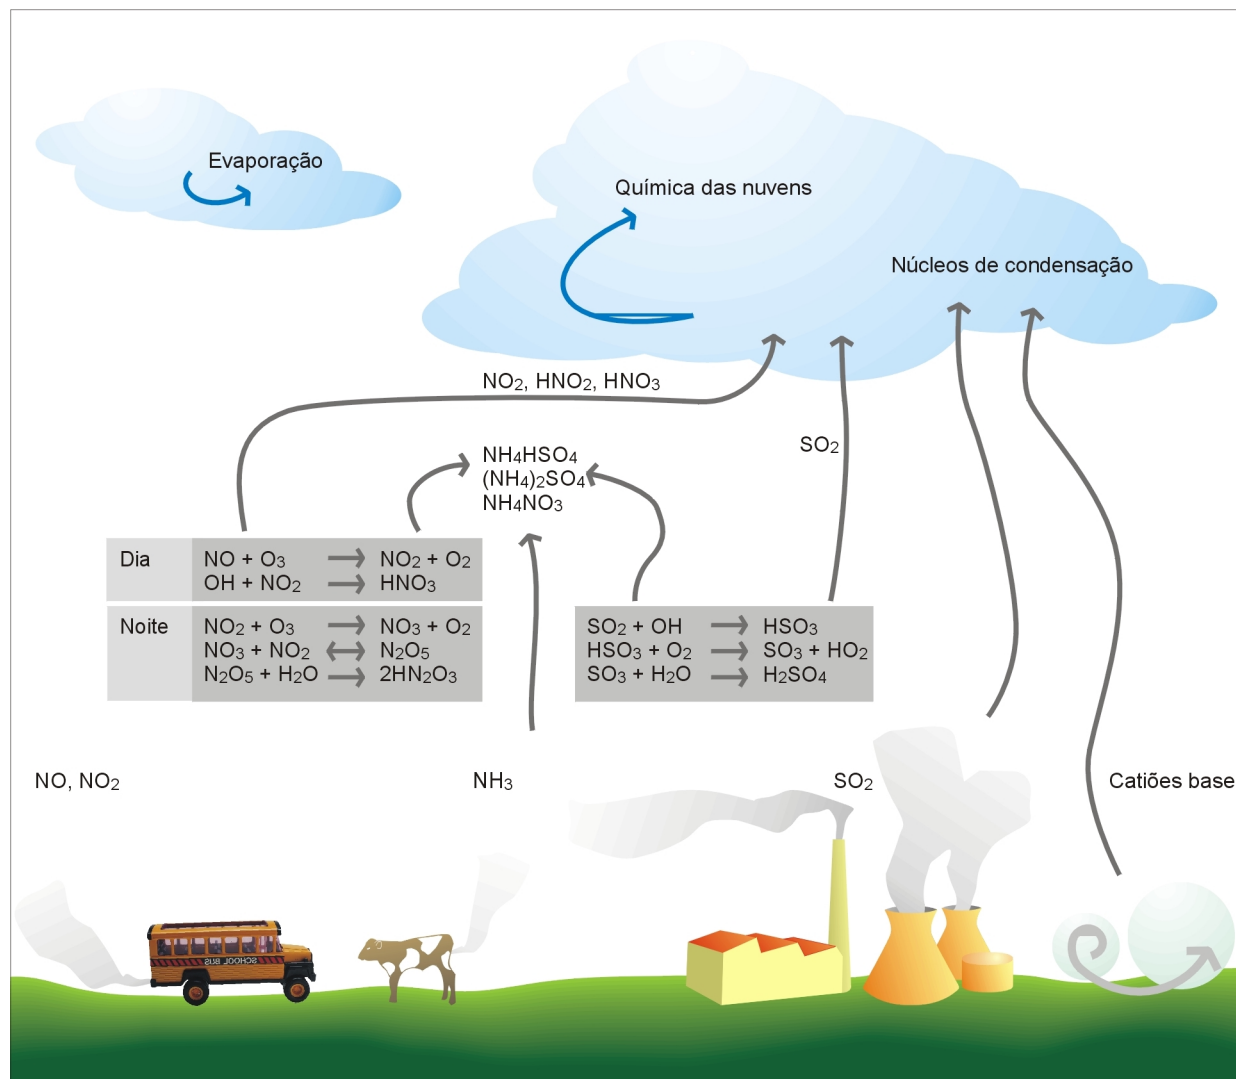 Evaporação
Química das nuvens
Núcleos de condensação
NO2, HNO2, HNO3
SO2
NH4HSO4
(NH4)2SO4
NH4NO3
Dia
NO + O3 → NO2 + O2
OH + NO2 → HNO3
Noite
NO2 + O3 → NO3 + O2
NO3 + NO2 ↔ N2O5
N2O5 + H2O → 2HN2O3
SO2 + OH → HSO3
HSO3 + O2 → SO3 + HO2
SO3 + H2O → H2SO4
NO, NO2
NH3
SO2
Catiões base
SCHOOL BUS